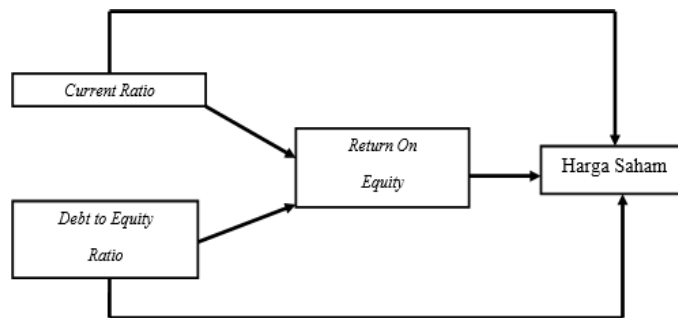 Current Ratio
Return On
Equity
Harga Saham
Debt to Equity
Ratio